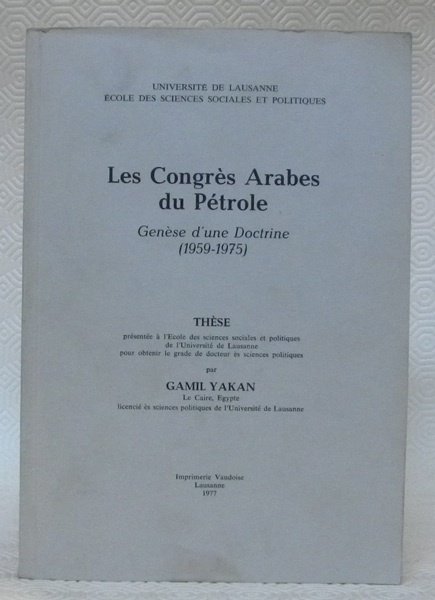 UNIVERSITÉ DE LAUSANNE
ÉCOLE DES SCIENCES SOCIALES ET POLITIQUES
Les Congrès Arabes
du Pétrole
Genèse d'une Doctrine
(1959-1975)
THÈSE
présentée à l'Ecole des sciences sociales et politiques
de l'Université de Lausanne
pour obtenir le grade de docteur ès sciences politiques
par
GAMIL YAKAN
Le Caire, Egypte
licencié ès sciences politiques de l'Université de Lausanne
Imprimerie Vaudoise
Lausanne
1977